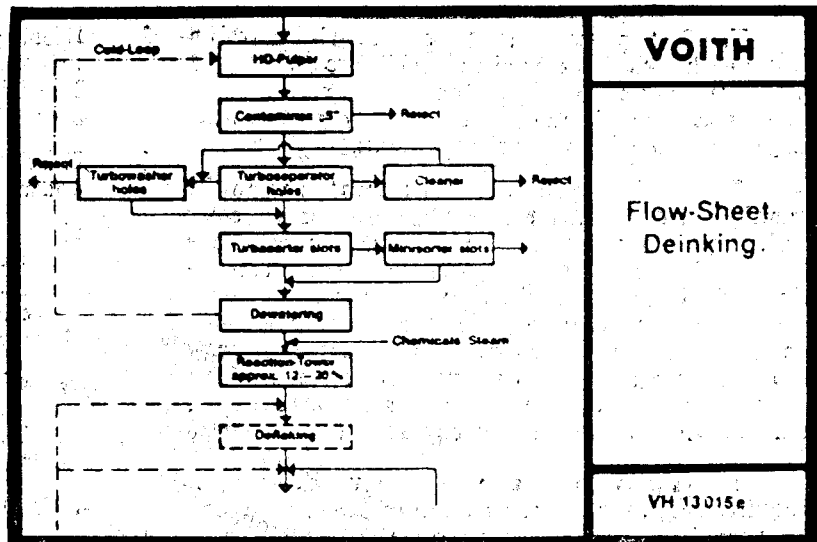 VOITH
Cold-Loop
HD-Pulper
Contaminex „S"
Reject
Reject
Turbowasher
holes
Turboseparator
holes
Cleaner
Reject
Flow-Sheet
Deinking.
Turbosorter slots
Minisorter slots
Dewatering
Chemicals Steam
Reaction-Tower
approx. 12 - 20 %
Deflaking
VH 13015e